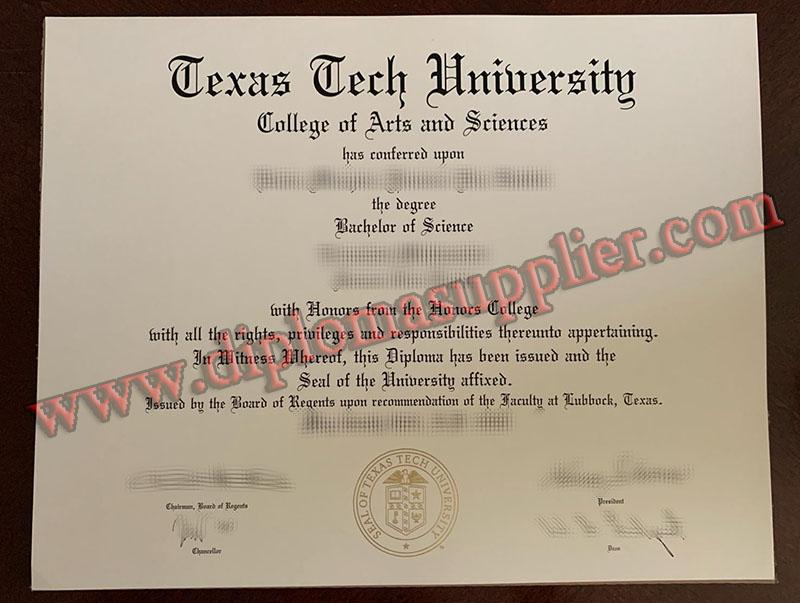 Texas Tech University
College of Arts and Sciences
has conferred upon
the degree
Bachelor of Science
with Honors from the Honors College
with all the rights, privileges and responsibilities thereunto appertaining.
In Witness Whereof, this Diploma has been issued and the
Seal of the University affixed.
Issued by the Board of Regents upon recommendation of the Faculty at Lubbock, Texas.
www.diplomasupplier.com
SEAL OF TEXAS TECH UNIVERSITY
Chairman, Board of Regents
President
Chancellor
Dean